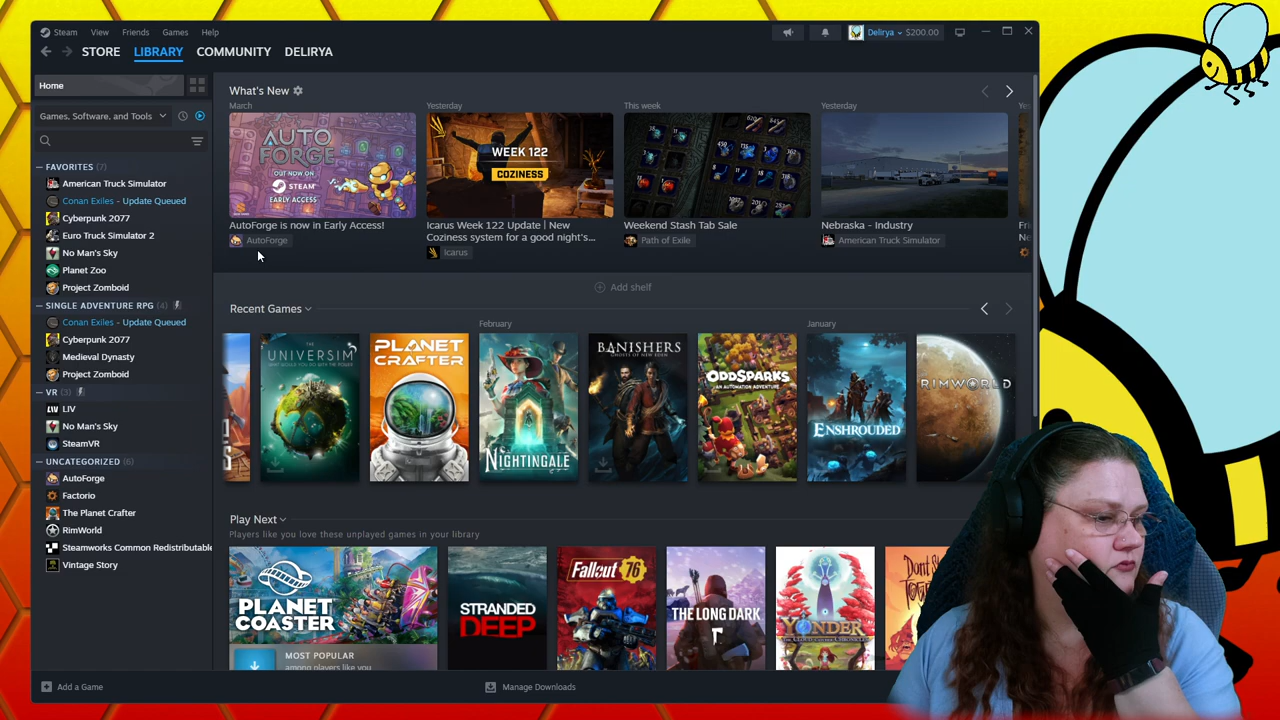 Steam View Friends Games Help
Delirya $200.00
STORE LIBRARY COMMUNITY DELIRYA
Home
Games, Software, and Tools
FAVORITES (7)
American Truck Simulator
Conan Exiles - Update Queued
Cyberpunk 2077
Euro Truck Simulator 2
No Man's Sky
Planet Zoo
Project Zomboid
SINGLE ADVENTURE RPG (4)
Conan Exiles - Update Queued
Cyberpunk 2077
Medieval Dynasty
Project Zomboid
VR (3)
LIV
No Man's Sky
SteamVR
UNCATEGORIZED (6)
AutoForge
Factorio
The Planet Crafter
RimWorld
Steamworks Common Redistributable
Vintage Story
What's New
March
Yesterday
This week
Yesterday
AUTO
FORGE
OUT NOW ON
STEAM
EARLY ACCESS!
WEEK 122
COZINESS
AutoForge is now in Early Access!
AutoForge
Icarus Week 122 Update | New
Coziness system for a good night's...
Icarus
Weekend Stash Tab Sale
Path of Exile
Nebraska - Industry
American Truck Simulator
Add shelf
Recent Games
February
January
THE
UNIVERSIM
PLANET
CRAFTER
NIGHTINGALE
BANISHERS
GHOSTS OF NEW EDEN
ODDSPARKS
AN AUTOMATION ADVENTURE
ENSHROUDED
RIMWORLD
Play Next
Players like you love these unplayed games in your library
PLANET
COASTER
MOST POPULAR
among players like you
STRANDED
DEEP
Fallout 76
THE LONG DARK
YONDER
THE CLOUD CATCHER CHRONICLES
Don't S
Add a Game
Manage Downloads